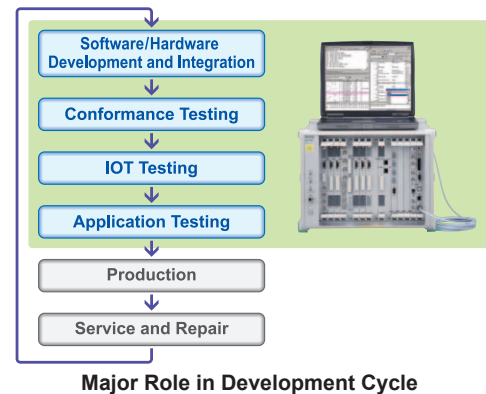 Software/Hardware
Development and Integration
Conformance Testing
IOT Testing
Application Testing
Production
Service and Repair
Major Role in Development Cycle